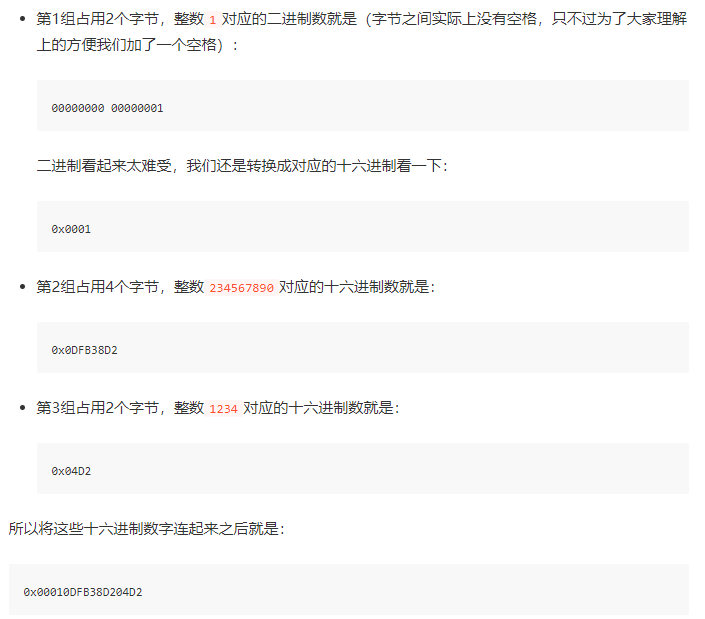 第1组占用2个字节，整数 1 对应的二进制数就是（字节之间实际上没有空格，只不过为了大家理解
上的方便我们加了一个空格）：
00000000 00000001
二进制看起来太难受，我们还是转换成对应的十六进制看一下：
0x0001
第2组占用4个字节，整数 234567890 对应的十六进制数就是：
0x0DFB38D2
第3组占用2个字节，整数 1234 对应的十六进制数就是：
0x04D2
所以将这些十六进制数字连起来之后就是：
0x00010DFB38D204D2